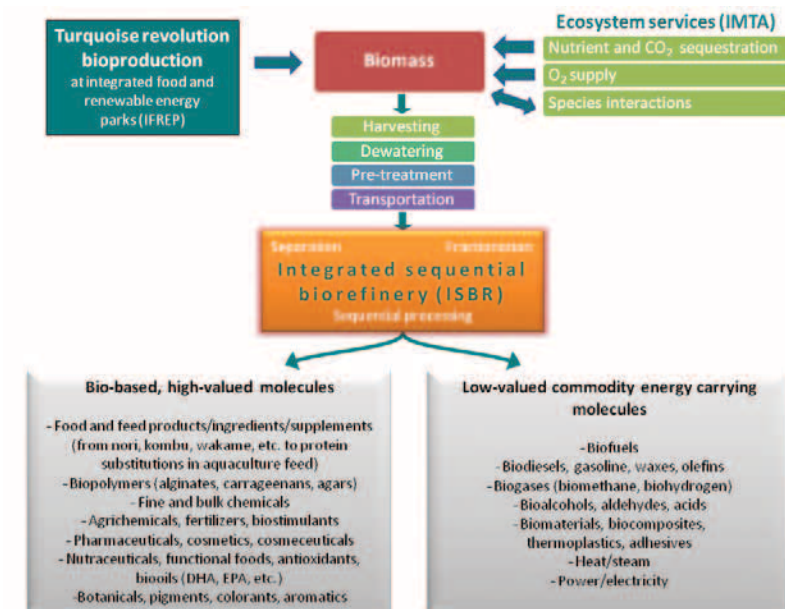 Turquoise revolution
bioproduction
at integrated food and
renewable energy
parks (IFREP)
Biomass
Ecosystem services (IMTA)
Nutrient and CO₂ sequestration
O₂ supply
Species interactions
Harvesting
Dewatering
Pre-treatment
Transportation
Separation Fractionation
Integrated sequential
biorefinery (ISBR)
Sequential processing
Bio-based, high-valued molecules
-Food and feed products/ingredients/supplements
(from nori, kombu, wakame, etc. to protein
substitutions in aquaculture feed)
-Biopolymers (alginates, carrageenans, agars)
-Fine and bulk chemicals
-Agrichemicals, fertilizers, biostimulants
-Pharmaceuticals, cosmetics, cosmeceuticals
-Nutraceuticals, functional foods, antioxidants,
biooils (DHA, EPA, etc.)
-Botanicals, pigments, colorants, aromatics
Low-valued commodity energy carrying
molecules
-Biofuels
-Biodiesels, gasoline, waxes, olefins
-Biogases (biomethane, biohydrogen)
-Bioalcohols, aldehydes, acids
-Biomaterials, biocomposites,
thermoplastics, adhesives
-Heat/steam
-Power/electricity